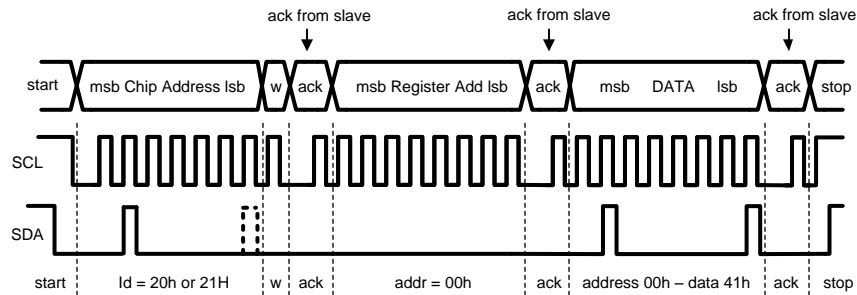 ack from slave ack from slave ack from slave
start msb Chip Address lsb w ack msb Register Add lsb ack msb DATA lsb ack stop
SCL
SDA
start Id = 20h or 21H w ack addr = 00h ack address 00h – data 41h ack stop